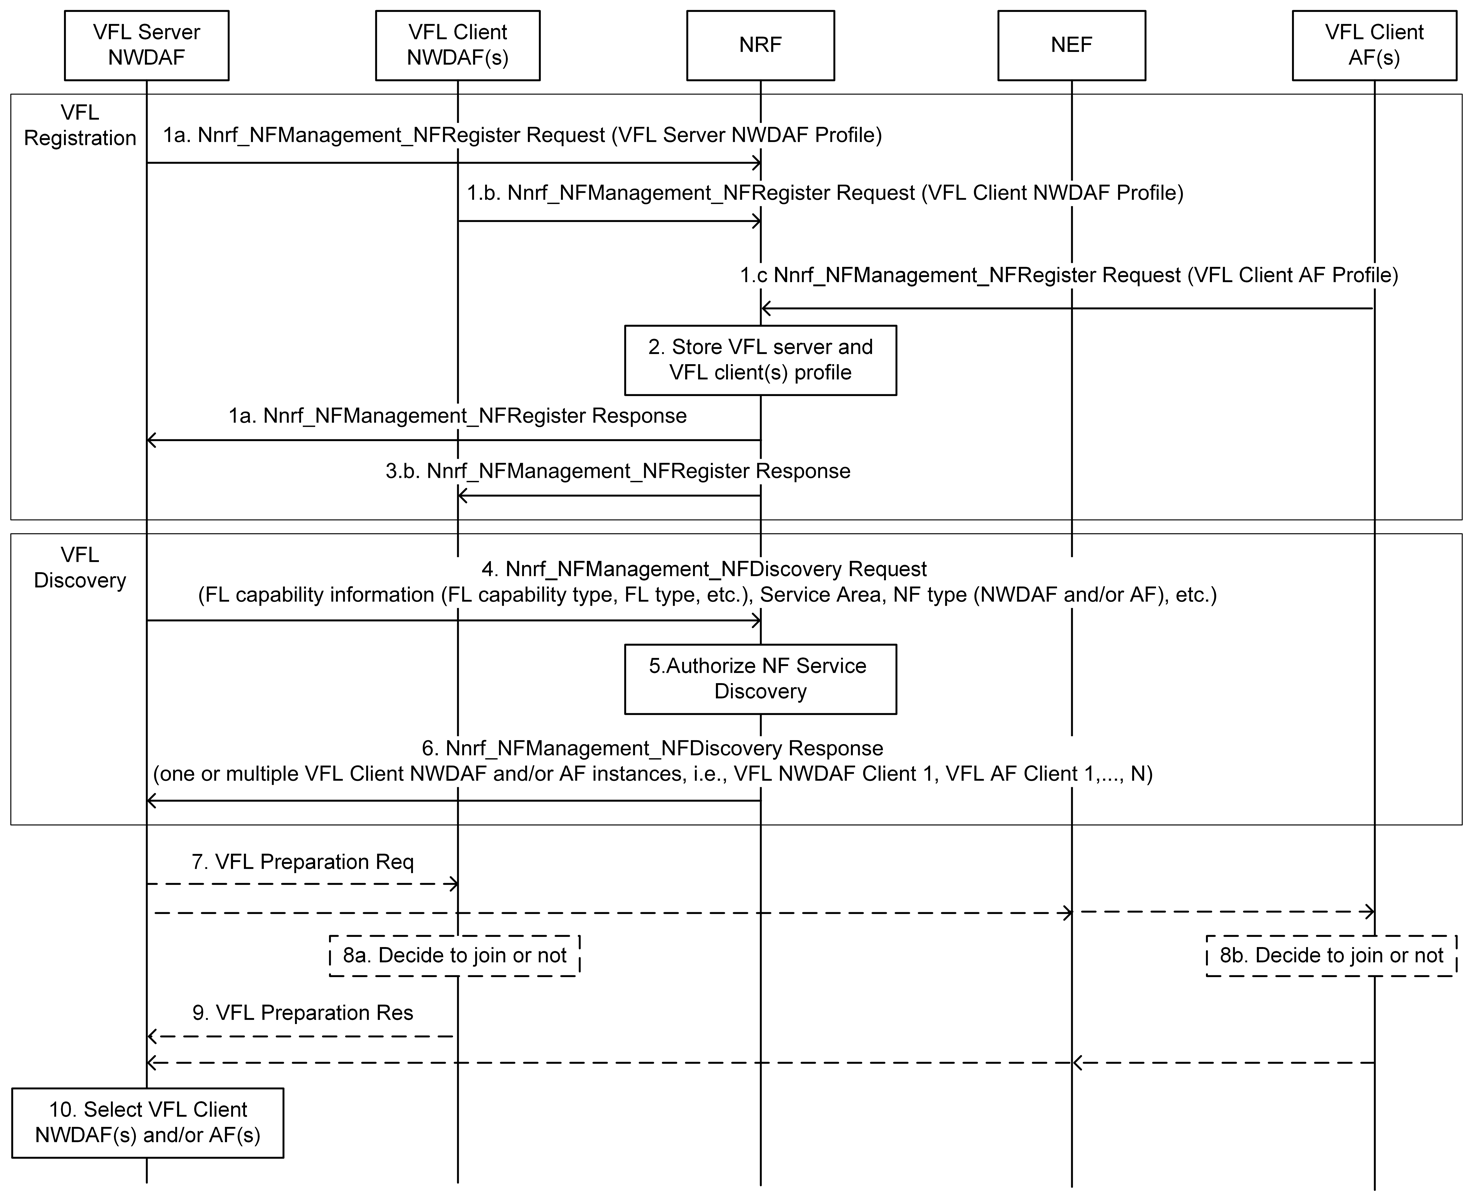 VFL Server
NWDAF
VFL Client
NWDAF(s)
NRF
NEF
VFL Client
AF(s)
VFL
Registration
1a. Nnrf_NFManagement_NFRegister Request (VFL Server NWDAF Profile)
1.b. Nnrf_NFManagement_NFRegister Request (VFL Client NWDAF Profile)
1.c Nnrf_NFManagement_NFRegister Request (VFL Client AF Profile)
2. Store VFL server and
VFL client(s) profile
1a. Nnrf_NFManagement_NFRegister Response
3.b. Nnrf_NFManagement_NFRegister Response
VFL
Discovery
4. Nnrf_NFManagement_NFDiscovery Request
(FL capability information (FL capability type, FL type, etc.), Service Area, NF type (NWDAF and/or AF), etc.)
5.Authorize NF Service
Discovery
6. Nnrf_NFManagement_NFDiscovery Response
(one or multiple VFL Client NWDAF and/or AF instances, i.e., VFL NWDAF Client 1, VFL AF Client 1,..., N)
7. VFL Preparation Req
8a. Decide to join or not
8b. Decide to join or not
9. VFL Preparation Res
10. Select VFL Client
NWDAF(s) and/or AF(s)